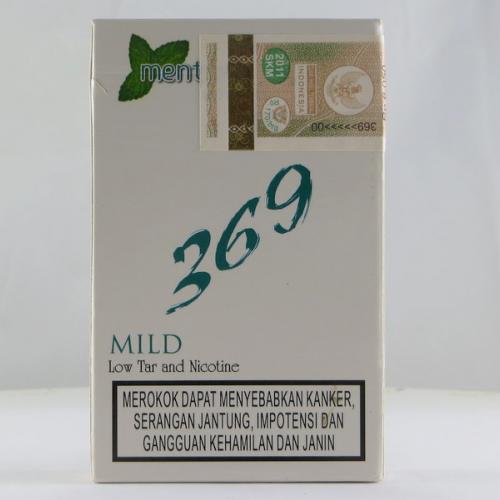 ment
2011
SKM
INDONESIA
369>>>>>00
369
MILD
Low Tar and Nicotine
MEROKOK DAPAT MENYEBABKAN KANKER,
SERANGAN JANTUNG, IMPOTENSI DAN
GANGGUAN KEHAMILAN DAN JANIN